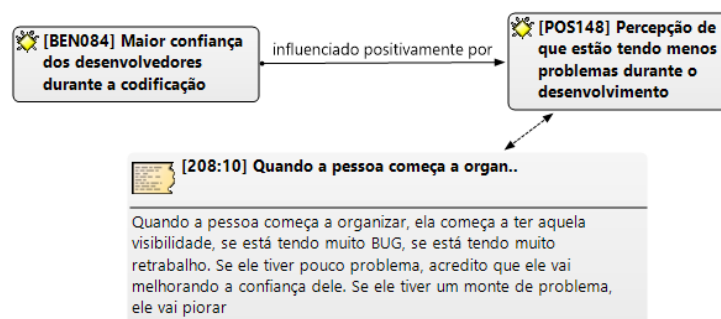 [BEN084] Maior confiança
dos desenvolvedores
durante a codificação
influenciado positivamente por
[POS148] Percepção de
que estão tendo menos
problemas durante o
desenvolvimento
[208:10] Quando a pessoa começa a organ..
Quando a pessoa começa a organizar, ela começa a ter aquela
visibilidade, se está tendo muito BUG, se está tendo muito
retrabalho. Se ele tiver pouco problema, acredito que ele vai
melhorando a confiança dele. Se ele tiver um monte de problema,
ele vai piorar